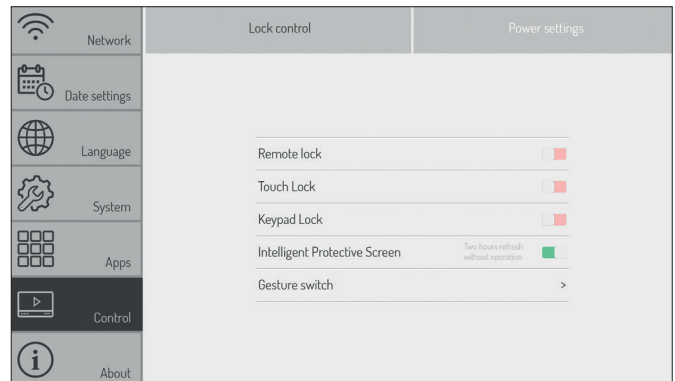 Network
Date settings
Language
System
Apps
Control
About
Lock control
Power settings
Remote lock
Touch Lock
Keypad Lock
Intelligent Protective Screen
Two hours refresh
without operation
Gesture switch
>